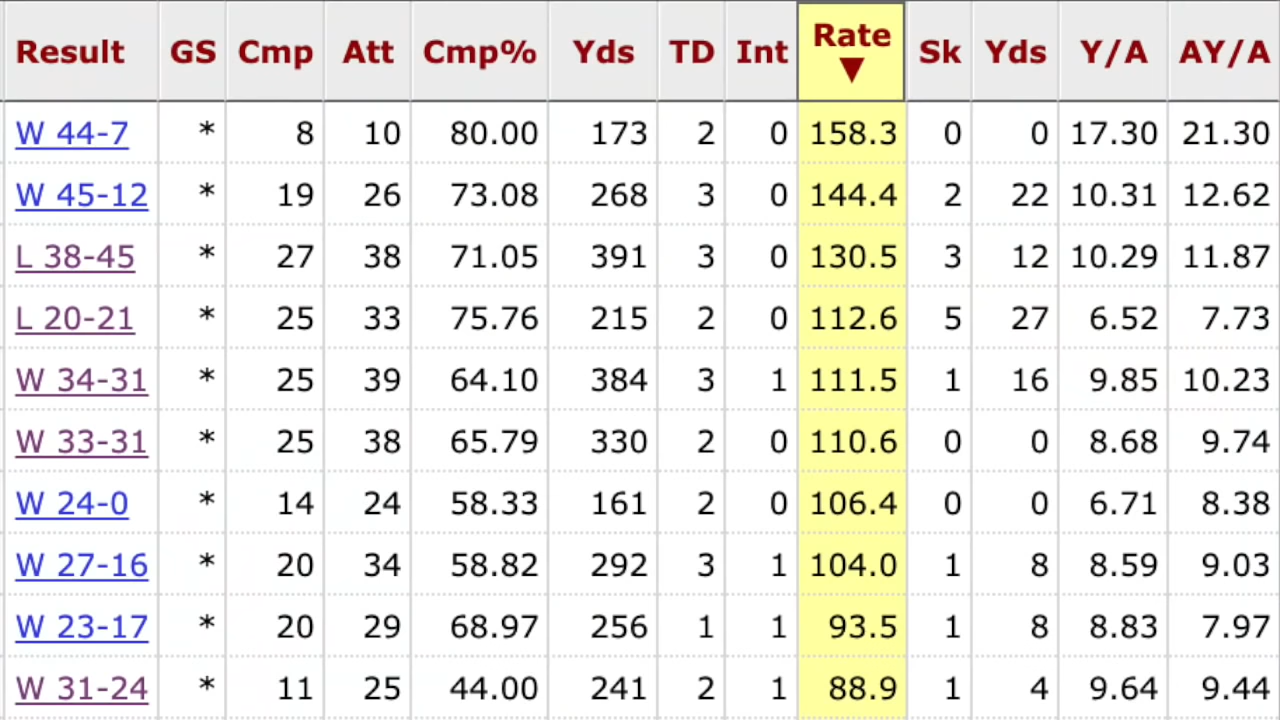 Result GS Cmp Att Cmp% Yds TD Int Rate ▼ Sk Yds Y/A AY/A
W 44-7 * 8 10 80.00 173 2 0 158.3 0 0 17.30 21.30
W 45-12 * 19 26 73.08 268 3 0 144.4 2 22 10.31 12.62
L 38-45 * 27 38 71.05 391 3 0 130.5 3 12 10.29 11.87
L 20-21 * 25 33 75.76 215 2 0 112.6 5 27 6.52 7.73
W 34-31 * 25 39 64.10 384 3 1 111.5 1 16 9.85 10.23
W 33-31 * 25 38 65.79 330 2 0 110.6 0 0 8.68 9.74
W 24-0 * 14 24 58.33 161 2 0 106.4 0 0 6.71 8.38
W 27-16 * 20 34 58.82 292 3 1 104.0 1 8 8.59 9.03
W 23-17 * 20 29 68.97 256 1 1 93.5 1 8 8.83 7.97
W 31-24 * 11 25 44.00 241 2 1 88.9 1 4 9.64 9.44